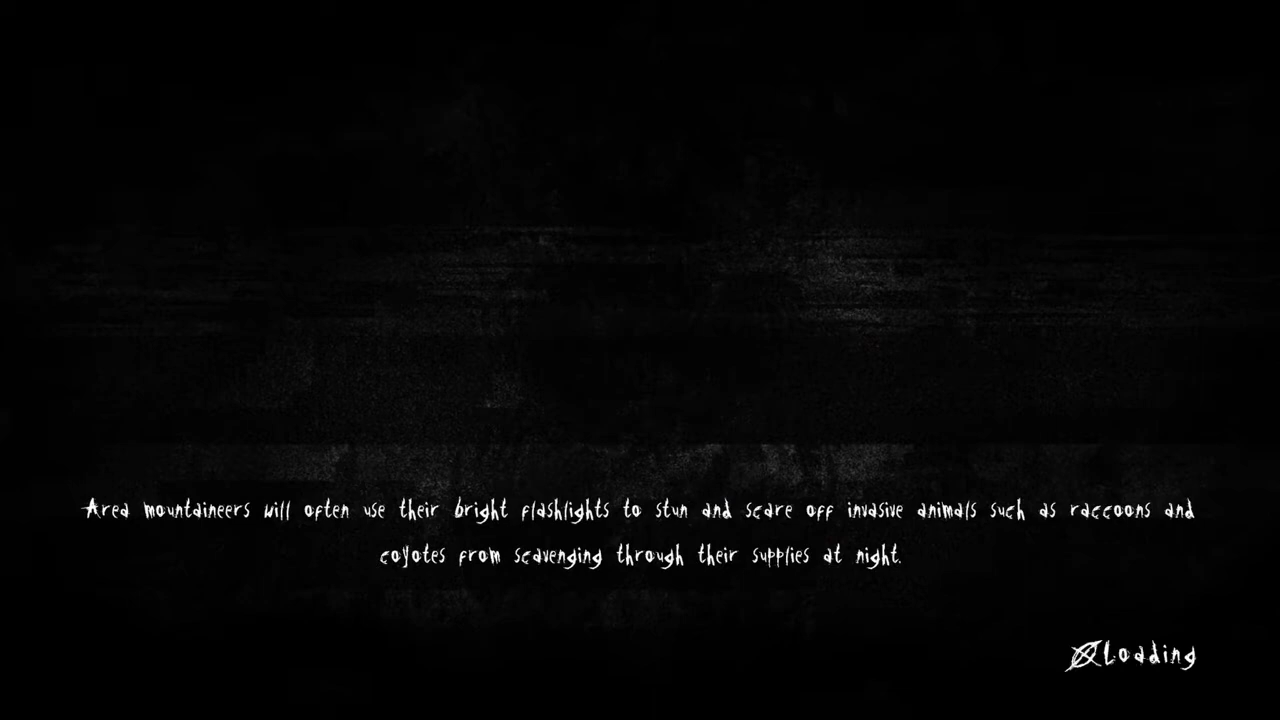 Area mountaineers will often use their bright flashlights to stun and scare off invasive animals such as raccoons and
coyotes from scavenging through their supplies at night.
Loading